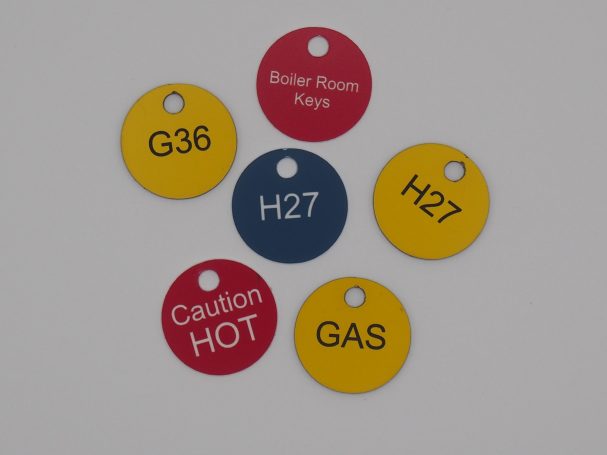 Boiler Room
Keys
G36
H27
H27
Caution
HOT
GAS